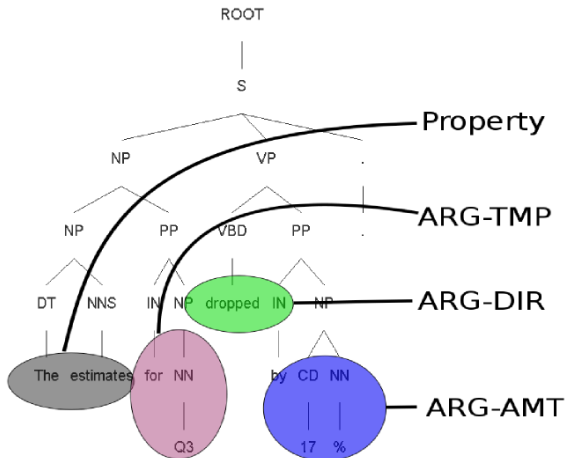 ROOT
S
Property
NP VP .
ARG-TMP
NP PP VBD PP .
DT NNS IN NP dropped IN NP ARG-DIR
The estimates for NN by CD NN
ARG-AMT
Q3 17 %